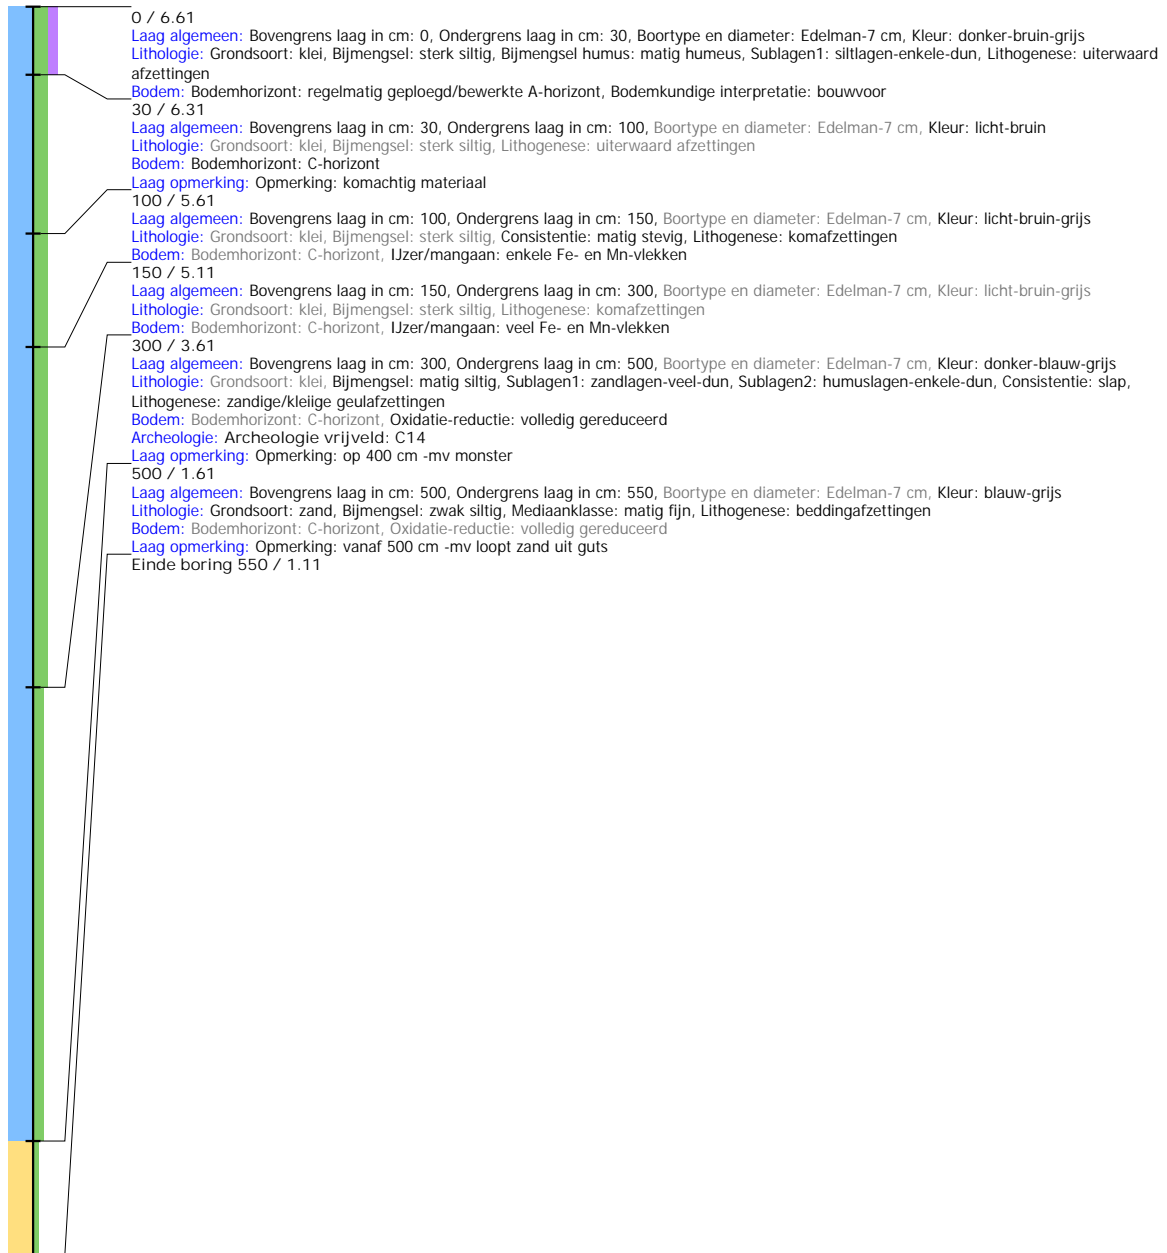 0 / 6.61
Laag algemeen: Bovengrens laag in cm: 0, Ondergrens laag in cm: 30, Boortype en diameter: Edelman-7 cm, Kleur: donker-bruin-grijs
Lithologie: Grondsoort: klei, Bijmengsel: sterk siltig, Bijmengsel humus: matig humeus, Sublagen1: siltlagen-enkele-dun, Lithogenese: uiterwaard
afzettingen
Bodem: Bodemhorizont: regelmatig geploegd/bewerkte A-horizont, Bodemkundige interpretatie: bouwvoor
30 / 6.31
Laag algemeen: Bovengrens laag in cm: 30, Ondergrens laag in cm: 100, Boortype en diameter: Edelman-7 cm, Kleur: licht-bruin
Lithologie: Grondsoort: klei, Bijmengsel: sterk siltig, Lithogenese: uiterwaard afzettingen
Bodem: Bodemhorizont: C-horizont
Laag opmerking: Opmerking: komachtig materiaal
100 / 5.61
Laag algemeen: Bovengrens laag in cm: 100, Ondergrens laag in cm: 150, Boortype en diameter: Edelman-7 cm, Kleur: licht-bruin-grijs
Lithologie: Grondsoort: klei, Bijmengsel: sterk siltig, Consistentie: matig stevig, Lithogenese: komafzettingen
Bodem: Bodemhorizont: C-horizont, IJzer/mangaan: enkele Fe- en Mn-vlekken
150 / 5.11
Laag algemeen: Bovengrens laag in cm: 150, Ondergrens laag in cm: 300, Boortype en diameter: Edelman-7 cm, Kleur: licht-bruin-grijs
Lithologie: Grondsoort: klei, Bijmengsel: sterk siltig, Lithogenese: komafzettingen
Bodem: Bodemhorizont: C-horizont, IJzer/mangaan: veel Fe- en Mn-vlekken
300 / 3.61
Laag algemeen: Bovengrens laag in cm: 300, Ondergrens laag in cm: 500, Boortype en diameter: Edelman-7 cm, Kleur: donker-blauw-grijs
Lithologie: Grondsoort: klei, Bijmengsel: matig siltig, Sublagen1: zandlagen-veel-dun, Sublagen2: humuslagen-enkele-dun, Consistentie: slap,
Lithogenese: zandige/kleiige geulafzettingen
Bodem: Bodemhorizont: C-horizont, Oxidatie-reductie: volledig gereduceerd
Archeologie: Archeologie vrijveld: C14
Laag opmerking: Opmerking: op 400 cm -mv monster
500 / 1.61
Laag algemeen: Bovengrens laag in cm: 500, Ondergrens laag in cm: 550, Boortype en diameter: Edelman-7 cm, Kleur: blauw-grijs
Lithologie: Grondsoort: zand, Bijmengsel: zwak siltig, Mediaanklasse: matig fijn, Lithogenese: beddingafzettingen
Bodem: Bodemhorizont: C-horizont, Oxidatie-reductie: volledig gereduceerd
Laag opmerking: Opmerking: vanaf 500 cm -mv loopt zand uit guts
Einde boring 550 / 1.11